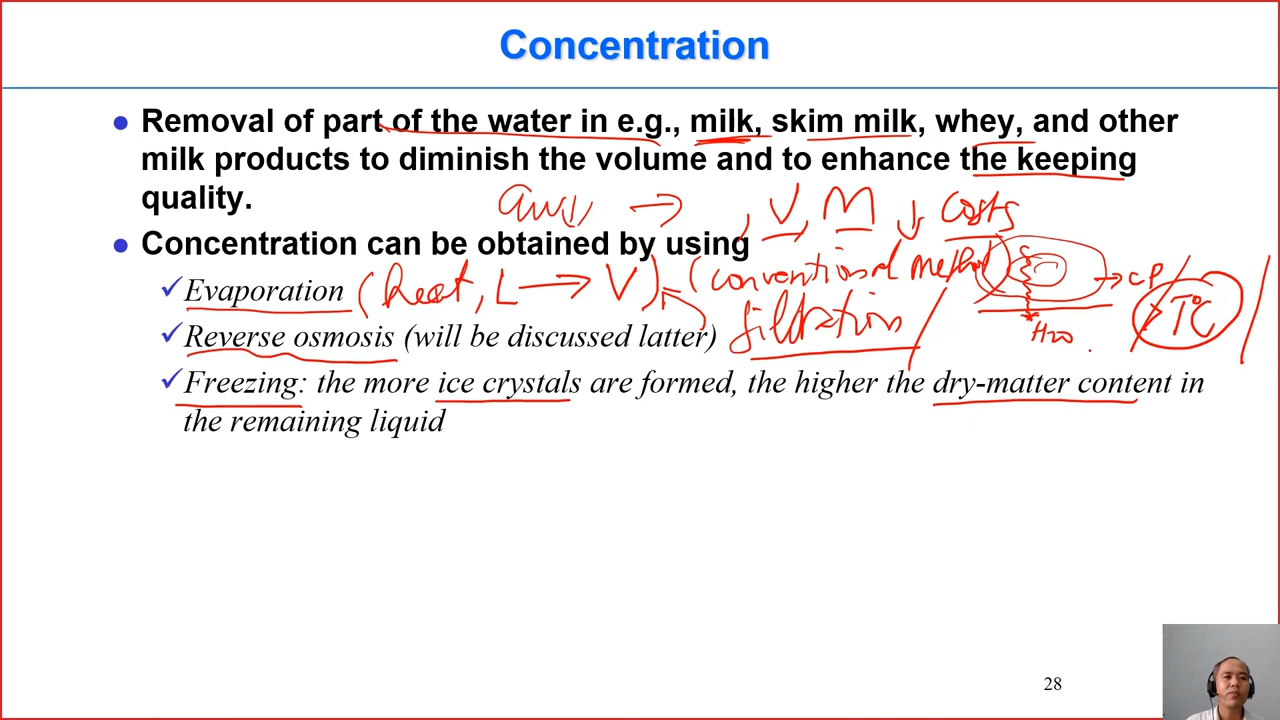 Concentration
● Removal of part of the water in e.g., milk, skim milk, whey, and other
milk products to diminish the volume and to enhance the keeping
quality.
→ , V, M ↓ costs
● Concentration can be obtained by using
✓ Evaporation (heat, L → V) (conventional method)
✓ Reverse osmosis (will be discussed latter) filtration
H2O
T°C
✓ Freezing: the more ice crystals are formed, the higher the dry-matter content in
the remaining liquid
28